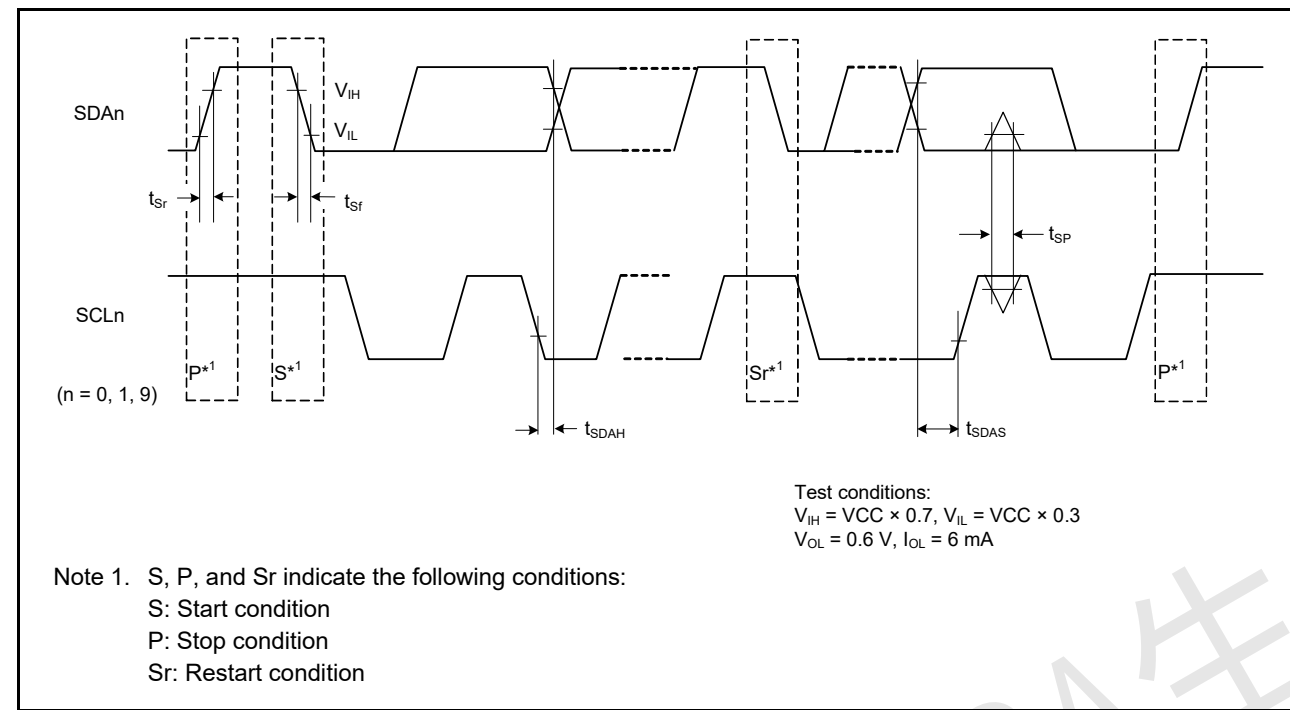 SDAn
VIH
VIL
tSr
tSf
tSP
SCLn
P*1
S*1
Sr*1
P*1
(n = 0, 1, 9)
tSDAH
tSDAS
Test conditions:
VIH = VCC × 0.7, VIL = VCC × 0.3
VOL = 0.6 V, IOL = 6 mA
Note 1. S, P, and Sr indicate the following conditions:
S: Start condition
P: Stop condition
Sr: Restart condition